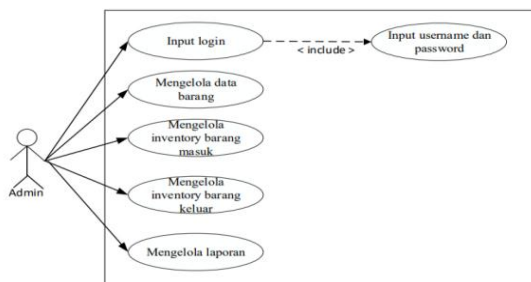 Input login
< include >
Input username dan
password
Mengelola data
barang
Mengelola
inventory barang
masuk
Mengelola
inventory barang
keluar
Mengelola laporan
Admin